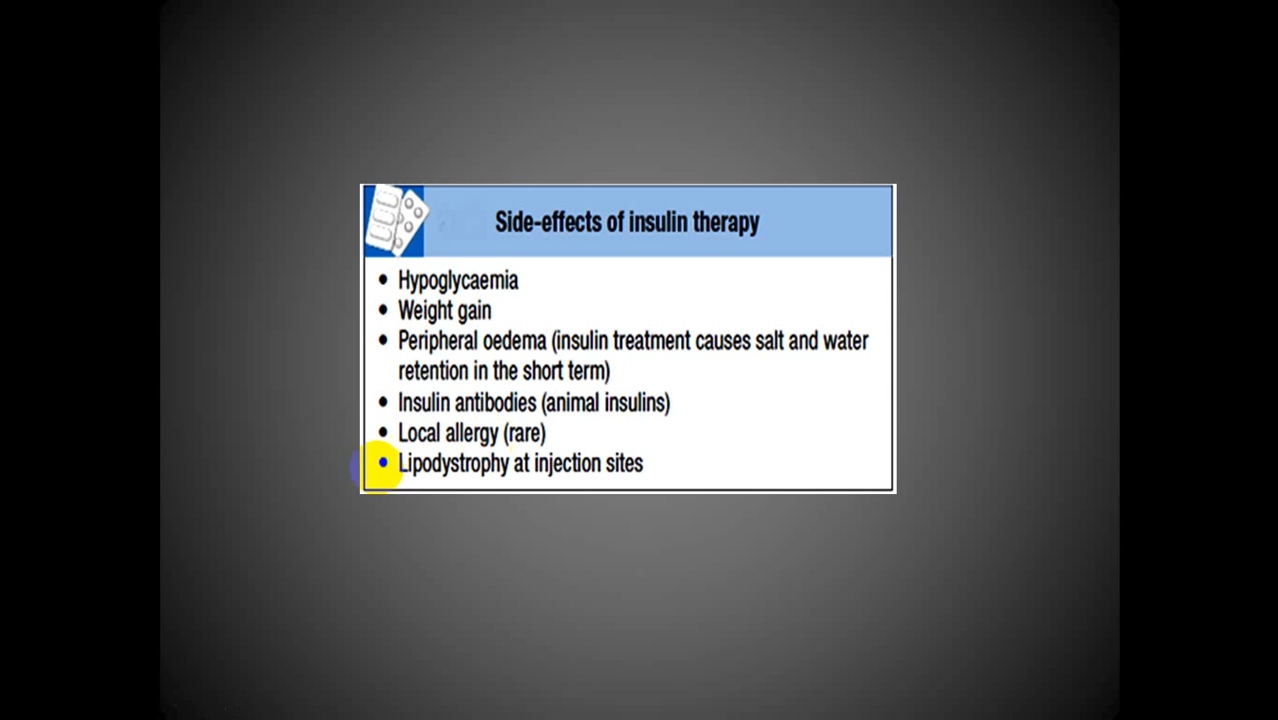 Side-effects of insulin therapy
• Hypoglycaemia
• Weight gain
• Peripheral oedema (insulin treatment causes salt and water
retention in the short term)
• Insulin antibodies (animal insulins)
• Local allergy (rare)
• Lipodystrophy at injection sites